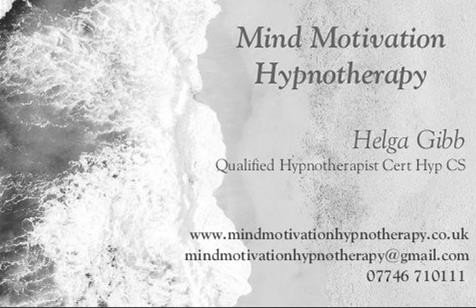 Mind Motivation
Hypnotherapy
Helga Gibb
Qualified Hypnotherapist Cert Hyp CS
www.mindmotivationhypnotherapy.co.uk
mindmotivationhypnotherapy@gmail.com
07746 710111